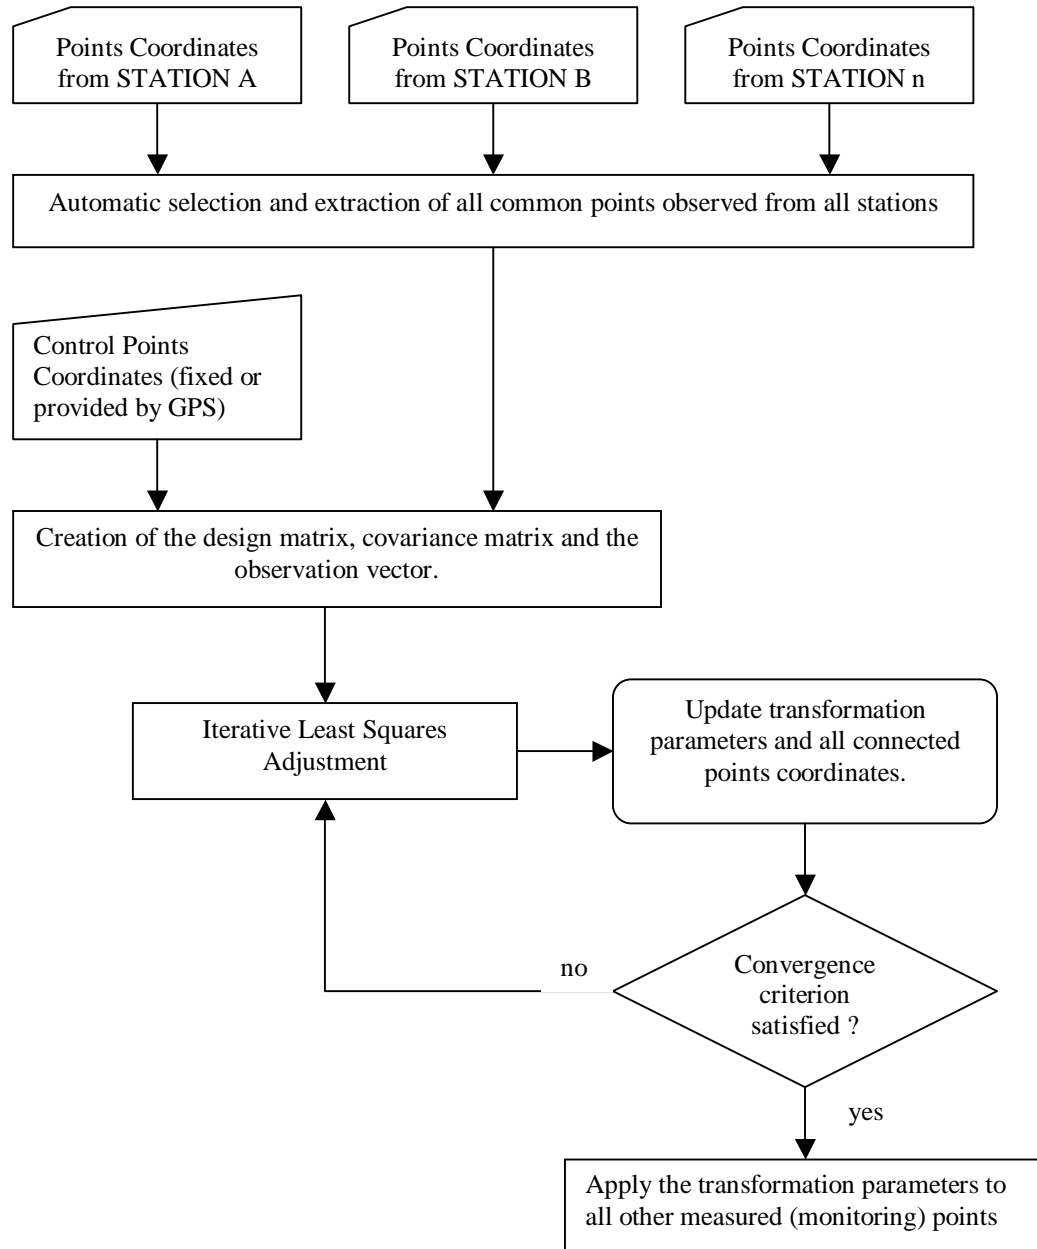 Points Coordinates
from STATION A
Points Coordinates
from STATION B
Points Coordinates
from STATION n
Automatic selection and extraction of all common points observed from all stations
Control Points
Coordinates (fixed or
provided by GPS)
Creation of the design matrix, covariance matrix and the
observation vector.
Iterative Least Squares
Adjustment
Update transformation
parameters and all connected
points coordinates.
no
Convergence
criterion
satisfied ?
yes
Apply the transformation parameters to
all other measured (monitoring) points